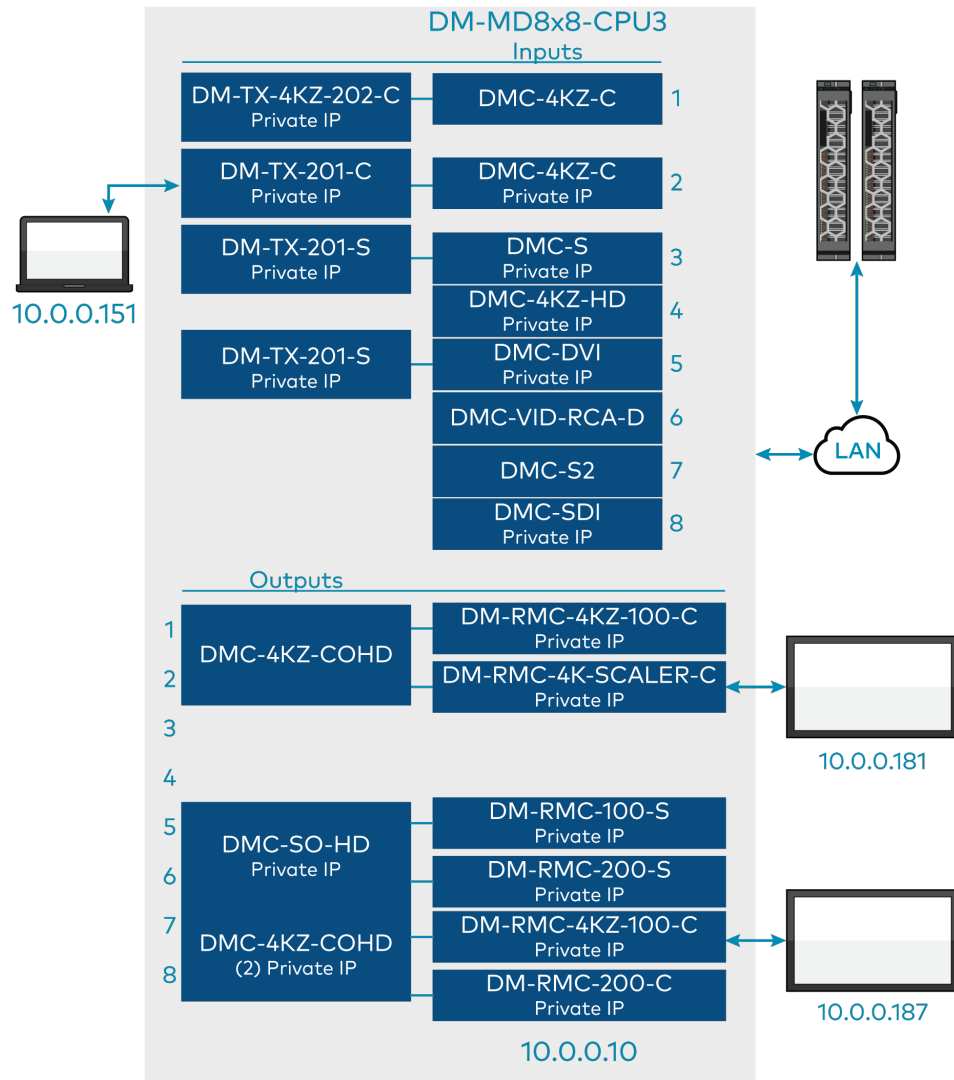 DM-MD8x8-CPU3
Inputs
DM-TX-4KZ-202-C
Private IP
DMC-4KZ-C
1
DM-TX-201-C
Private IP
DMC-4KZ-C
Private IP
2
10.0.0.151
DM-TX-201-S
Private IP
DMC-S
Private IP
3
DMC-4KZ-HD
Private IP
4
DM-TX-201-S
Private IP
DMC-DVI
Private IP
5
DMC-VID-RCA-D
6
DMC-S2
7
DMC-SDI
Private IP
8
LAN
Outputs
1
2
DMC-4KZ-COHD
DM-RMC-4KZ-100-C
Private IP
DM-RMC-4K-SCALER-C
Private IP
10.0.0.181
3
4
5
6
DMC-SO-HD
Private IP
DM-RMC-100-S
Private IP
DM-RMC-200-S
Private IP
7
8
DMC-4KZ-COHD
(2) Private IP
DM-RMC-4KZ-100-C
Private IP
DM-RMC-200-C
Private IP
10.0.0.187
10.0.0.10